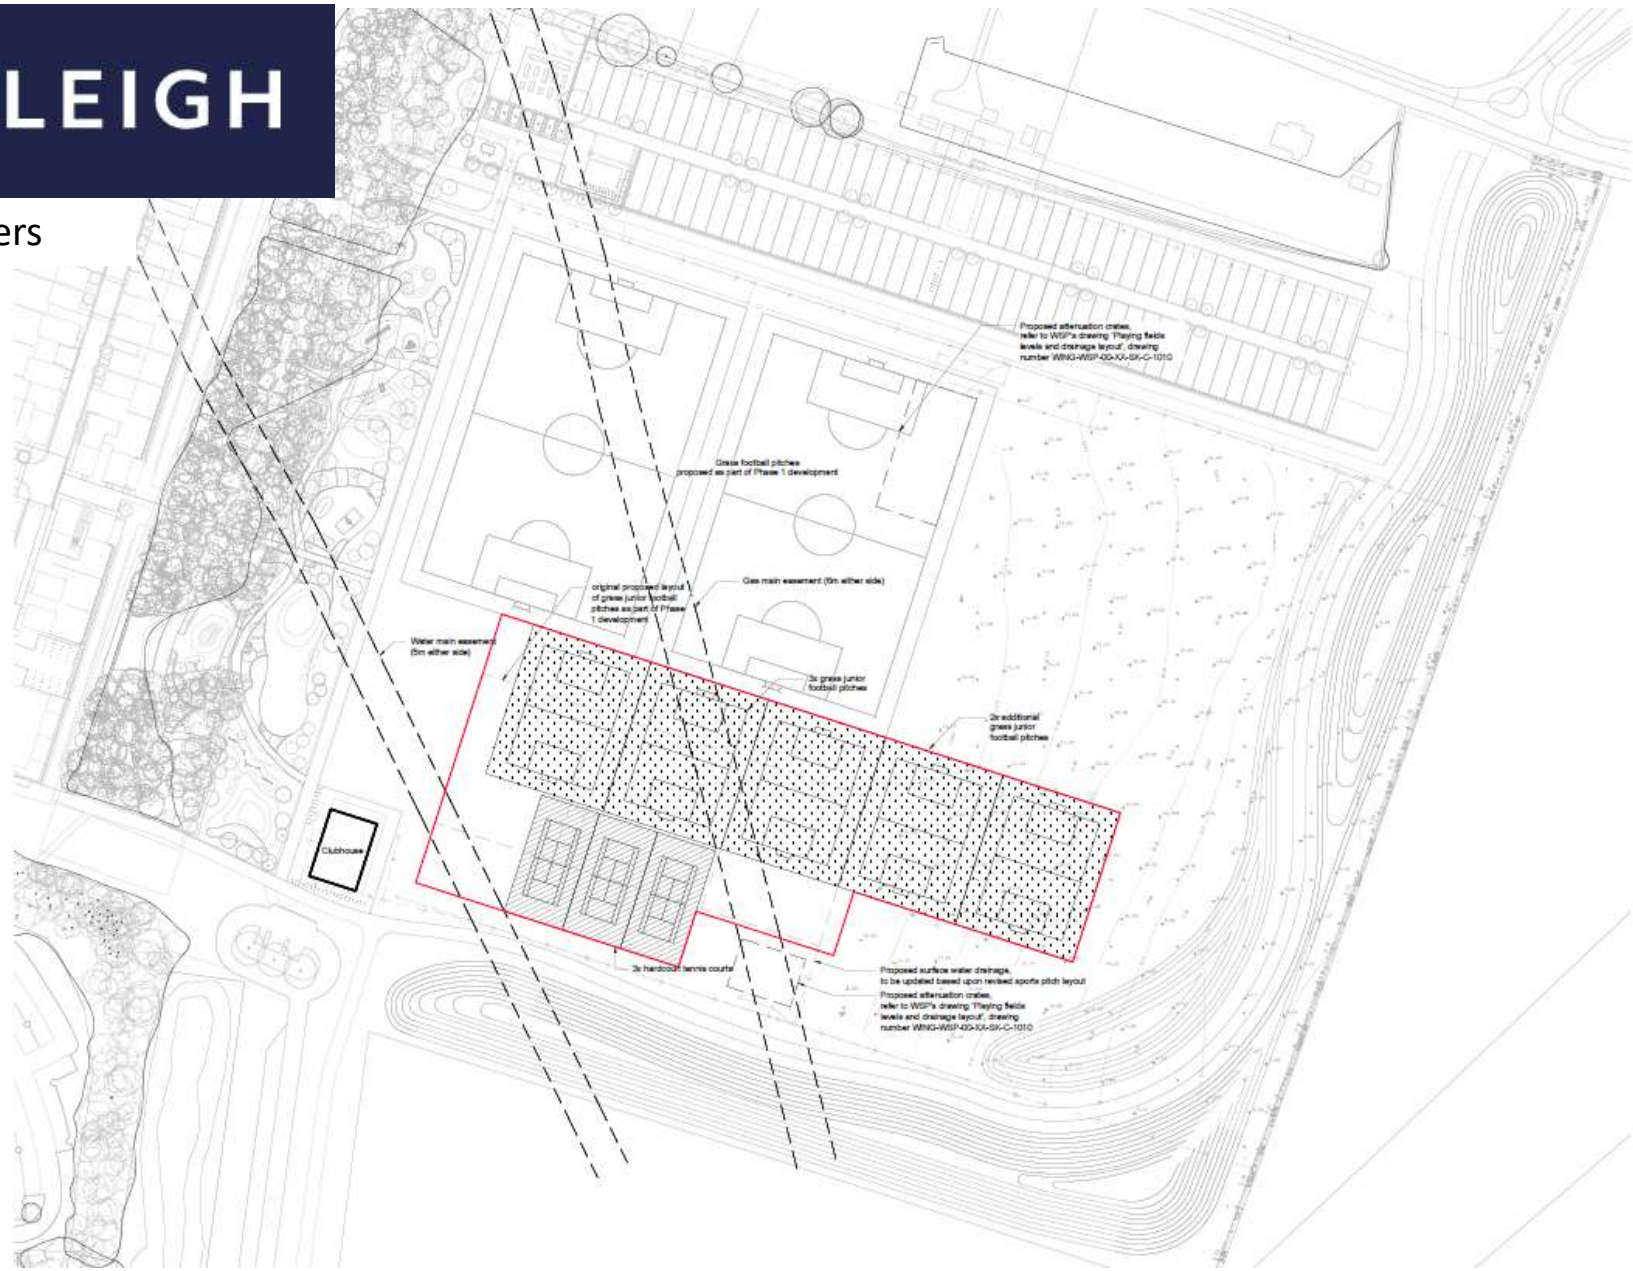 LEIGH
ers
Proposed attenuation crates,
refer to WSP's drawing 'Playing fields
levels and drainage layout', drawing
number WING-WSP-00-XX-SK-C-1010
Grass football pitches
proposed as part of Phase 1 development
Gas main easement (6m either side)
original proposed layout
of grass junior football
pitches as part of Phase
1 development
Water main easement
(5m either side)
3x grass junior
football pitches
2x additional
grass junior
football pitches
Clubhouse
3x hardcourt tennis courts
Proposed surface water drainage,
to be updated based upon revised sports pitch layout
Proposed attenuation crates,
refer to WSP's drawing 'Playing fields
levels and drainage layout', drawing
number WING-WSP-00-XX-SK-C-1010